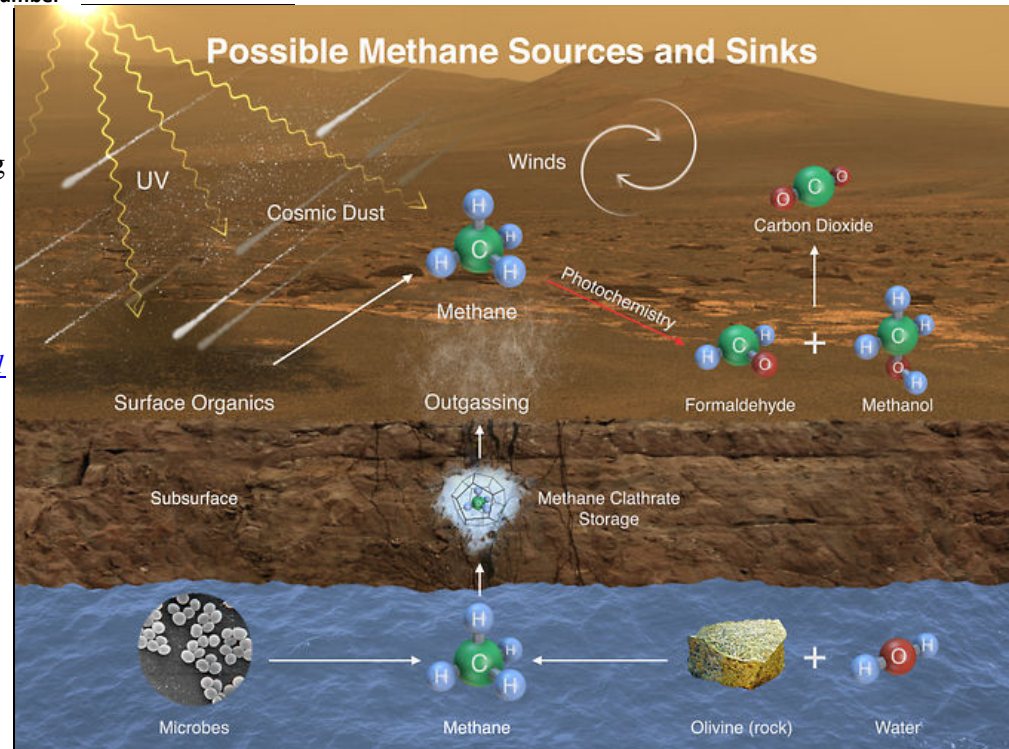 Possible Methane Sources and Sinks
Winds
UV
Cosmic Dust
C
O
O
Carbon Dioxide
H
C
H
H
H
Methane
Photochemistry
H
C
H
O
+
H
C
H
H
O
H
Surface Organics
Outgassing
Formaldehyde
Methanol
Subsurface
Methane Clathrate
Storage
H
C
H
H
H
+
H
O
H
Microbes
Methane
Olivine (rock)
Water